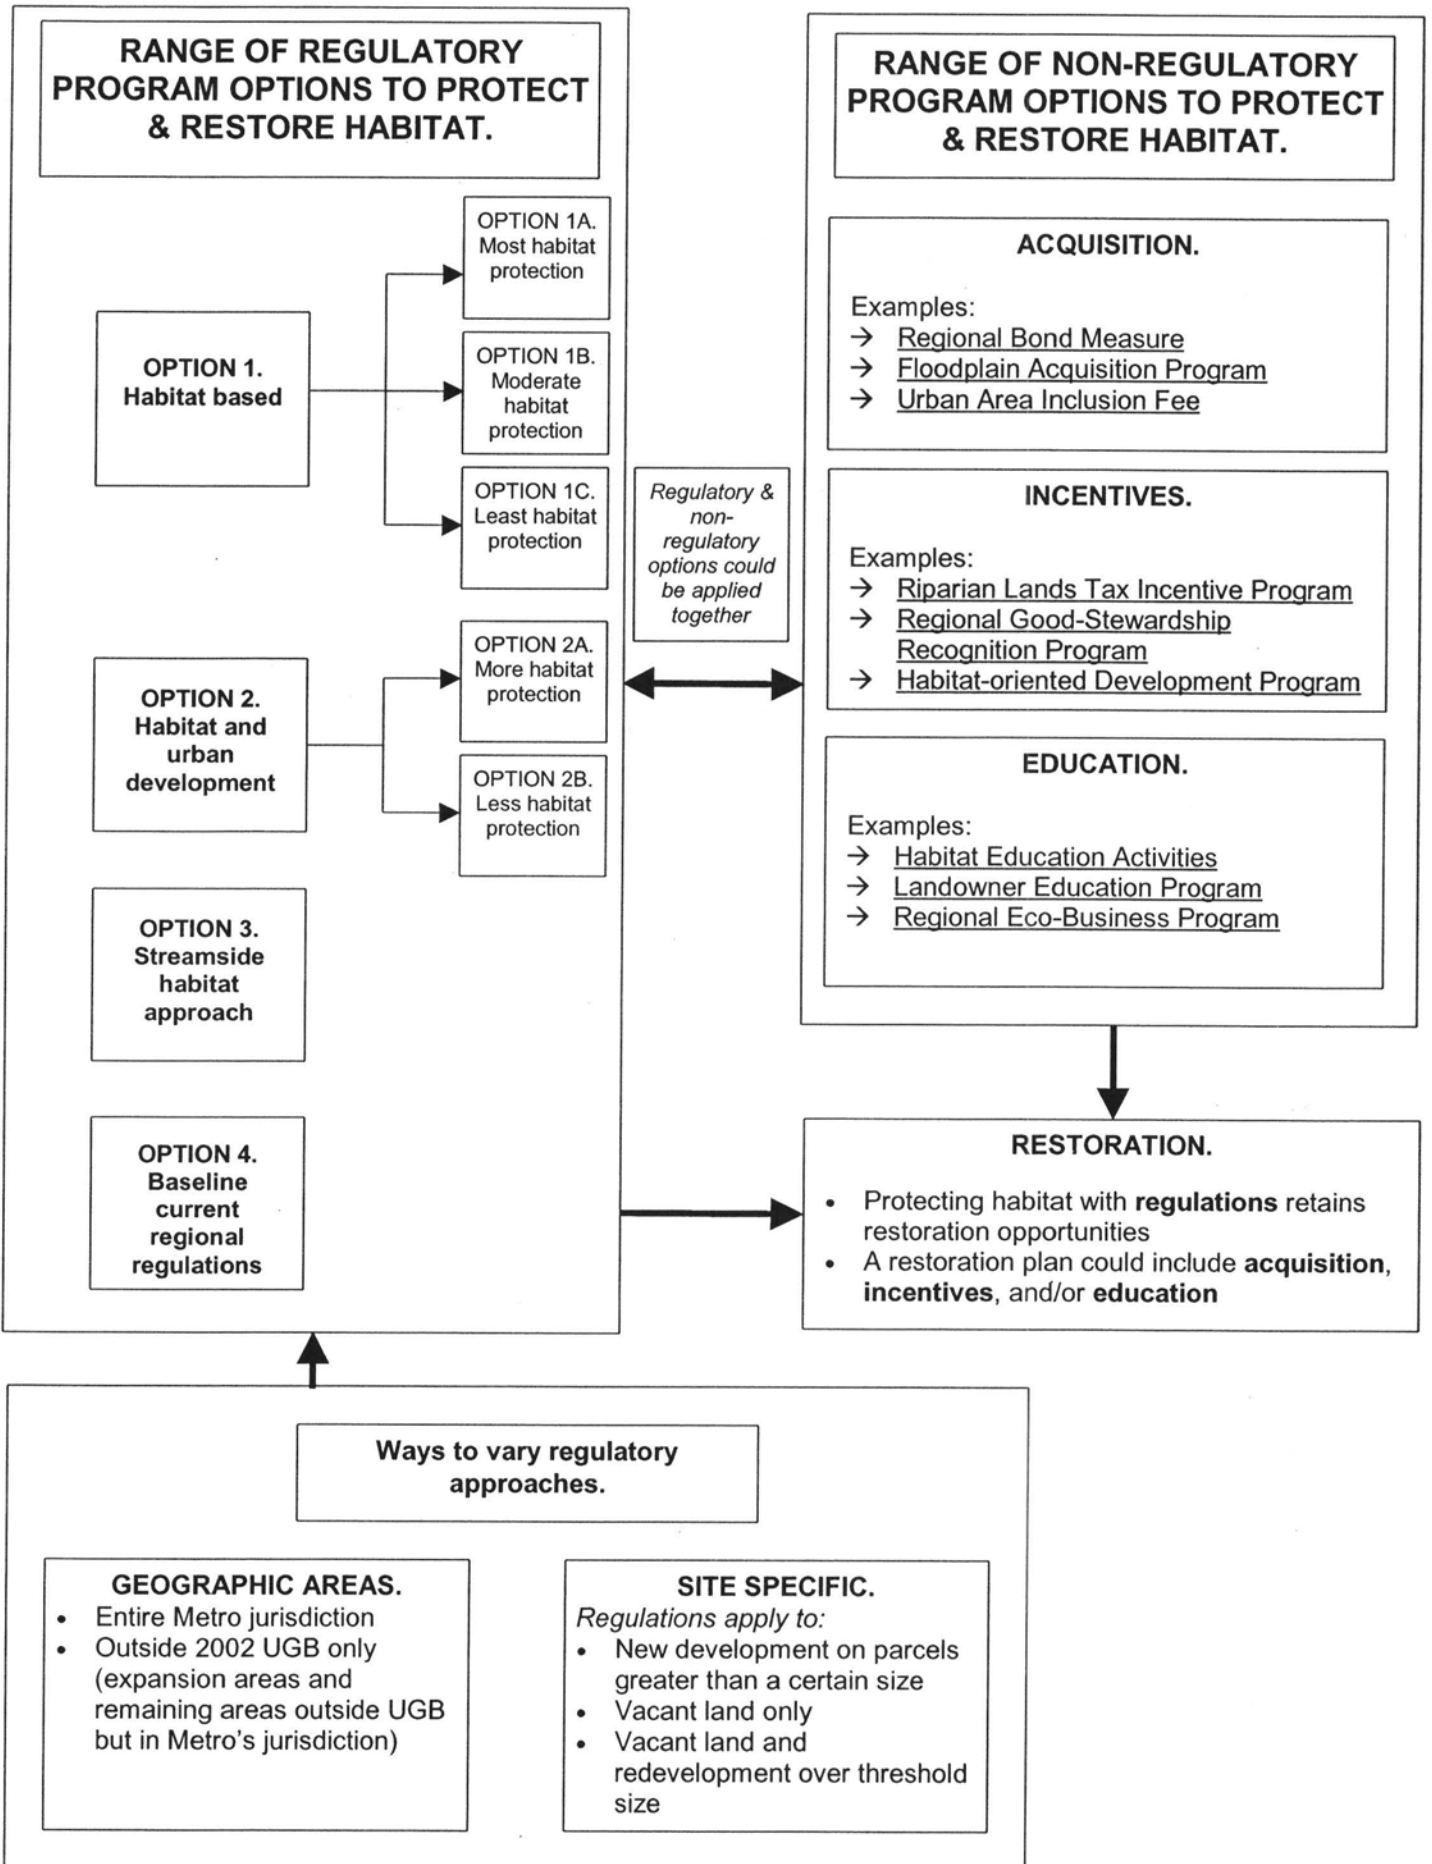 RANGE OF REGULATORY
PROGRAM OPTIONS TO PROTECT
& RESTORE HABITAT.
OPTION 1.
Habitat based
OPTION 1A.
Most habitat
protection
OPTION 1B.
Moderate
habitat
protection
OPTION 1C.
Least habitat
protection
OPTION 2.
Habitat and
urban
development
OPTION 2A.
More habitat
protection
OPTION 2B.
Less habitat
protection
OPTION 3.
Streamside
habitat
approach
OPTION 4.
Baseline
current
regional
regulations
Regulatory &
non-
regulatory
options could
be applied
together
RANGE OF NON-REGULATORY
PROGRAM OPTIONS TO PROTECT
& RESTORE HABITAT.
ACQUISITION.
Examples:
→ Regional Bond Measure
→ Floodplain Acquisition Program
→ Urban Area Inclusion Fee
INCENTIVES.
Examples:
→ Riparian Lands Tax Incentive Program
→ Regional Good-Stewardship
Recognition Program
→ Habitat-oriented Development Program
EDUCATION.
Examples:
→ Habitat Education Activities
→ Landowner Education Program
→ Regional Eco-Business Program
RESTORATION.
• Protecting habitat with regulations retains
restoration opportunities
• A restoration plan could include acquisition,
incentives, and/or education
Ways to vary regulatory
approaches.
GEOGRAPHIC AREAS.
• Entire Metro jurisdiction
• Outside 2002 UGB only
(expansion areas and
remaining areas outside UGB
but in Metro's jurisdiction)
SITE SPECIFIC.
Regulations apply to:
• New development on parcels
greater than a certain size
• Vacant land only
• Vacant land and
redevelopment over threshold
size